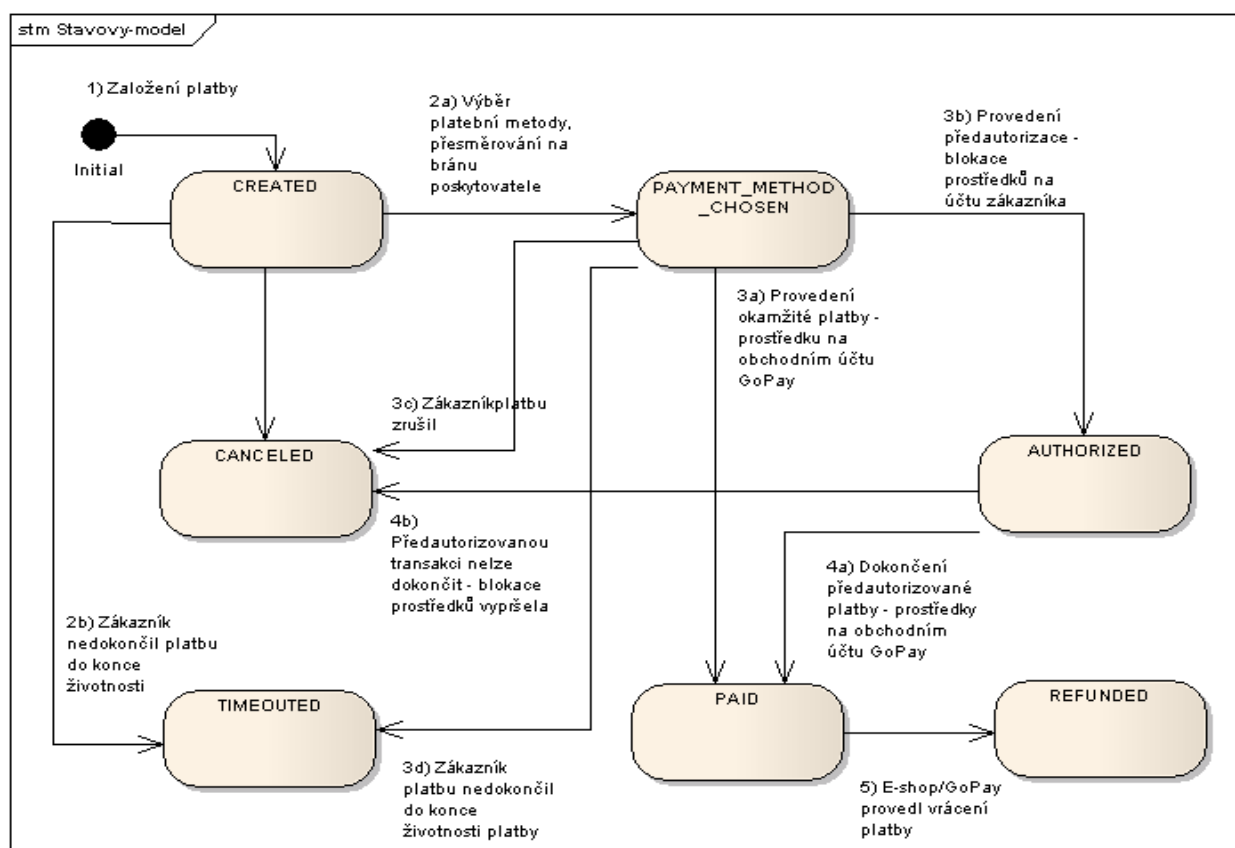 stm Stavovy-model
1) Založení platby
Initial
CREATED
2a) Výběr
platební metody,
přesměrování na
bránu
poskytovatele
PAYMENT_METHOD
_CHOSEN
3b) Provedení
předautorizace -
blokace
prostředků na
účtu zákazníka
3a) Provedení
okamžité platby -
prostředku na
obchodním účtu
GoPay
3c) Zákazníkplatbu
zrušil
CANCELED
AUTHORIZED
4b)
Předautorizovanou
transakci nelze
dokončit - blokace
prostředků vypršela
4a) Dokončení
předautorizované
platby - prostředky
na obchodním
účtu GoPay
2b) Zákazník
nedokončil platbu
do konce
životnosti
TIMEOUTED
PAID
REFUNDED
3d) Zákazník
platbu nedokončil
do konce
životnosti platby
5) E-shop/GoPay
provedl vrácení
platby